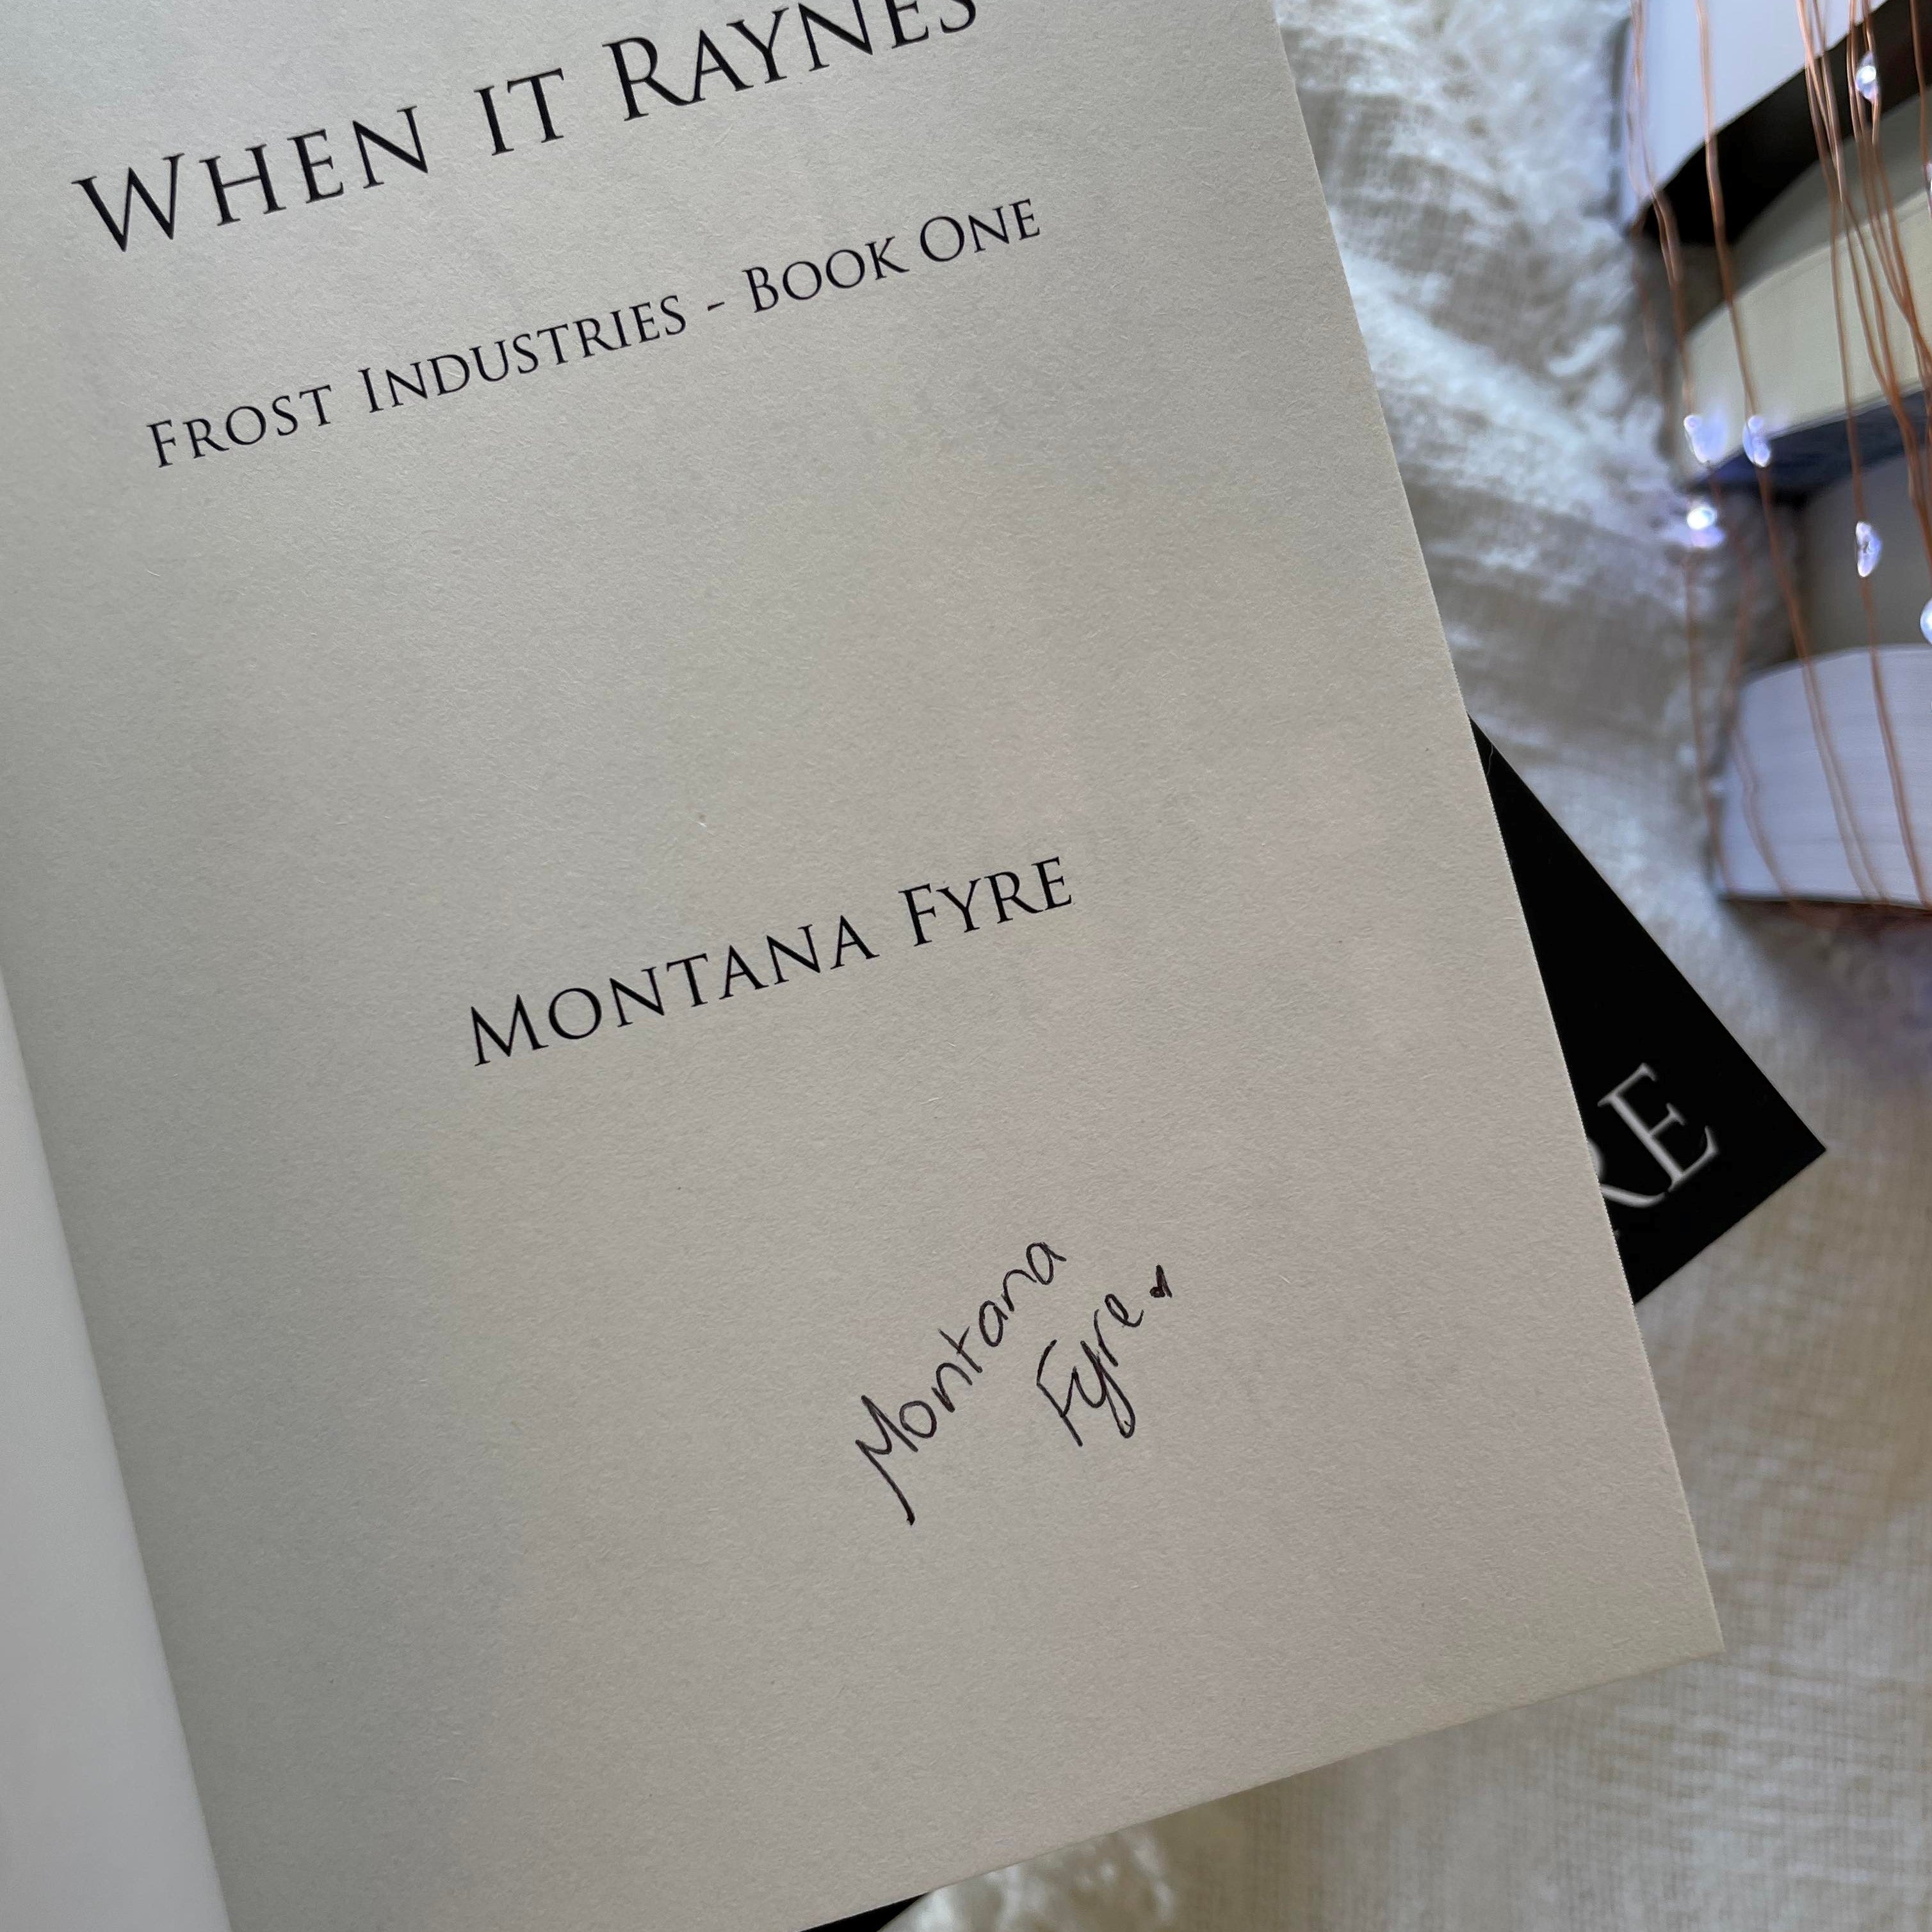 When it Raynes
Frost Industries - Book One
Montana Fyre
Montana
Fyre
RE